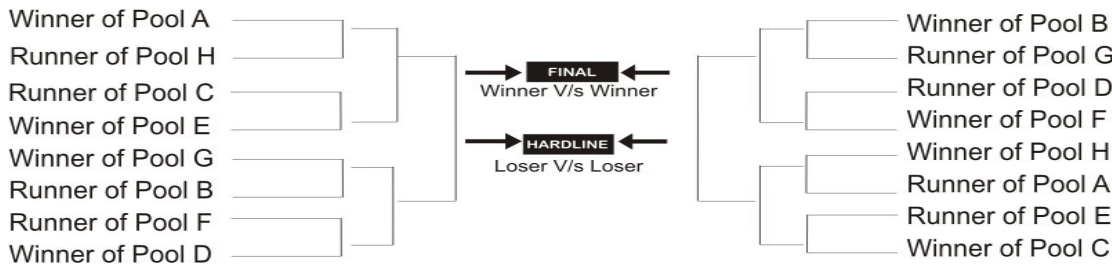 Winner of Pool A
Runner of Pool H
Runner of Pool C
Winner of Pool E
Winner of Pool G
Runner of Pool B
Runner of Pool F
Winner of Pool D
FINAL
Winner V/s Winner
HARDLINE
Loser V/s Loser
Winner of Pool B
Runner of Pool G
Runner of Pool D
Winner of Pool F
Winner of Pool H
Runner of Pool A
Runner of Pool E
Winner of Pool C